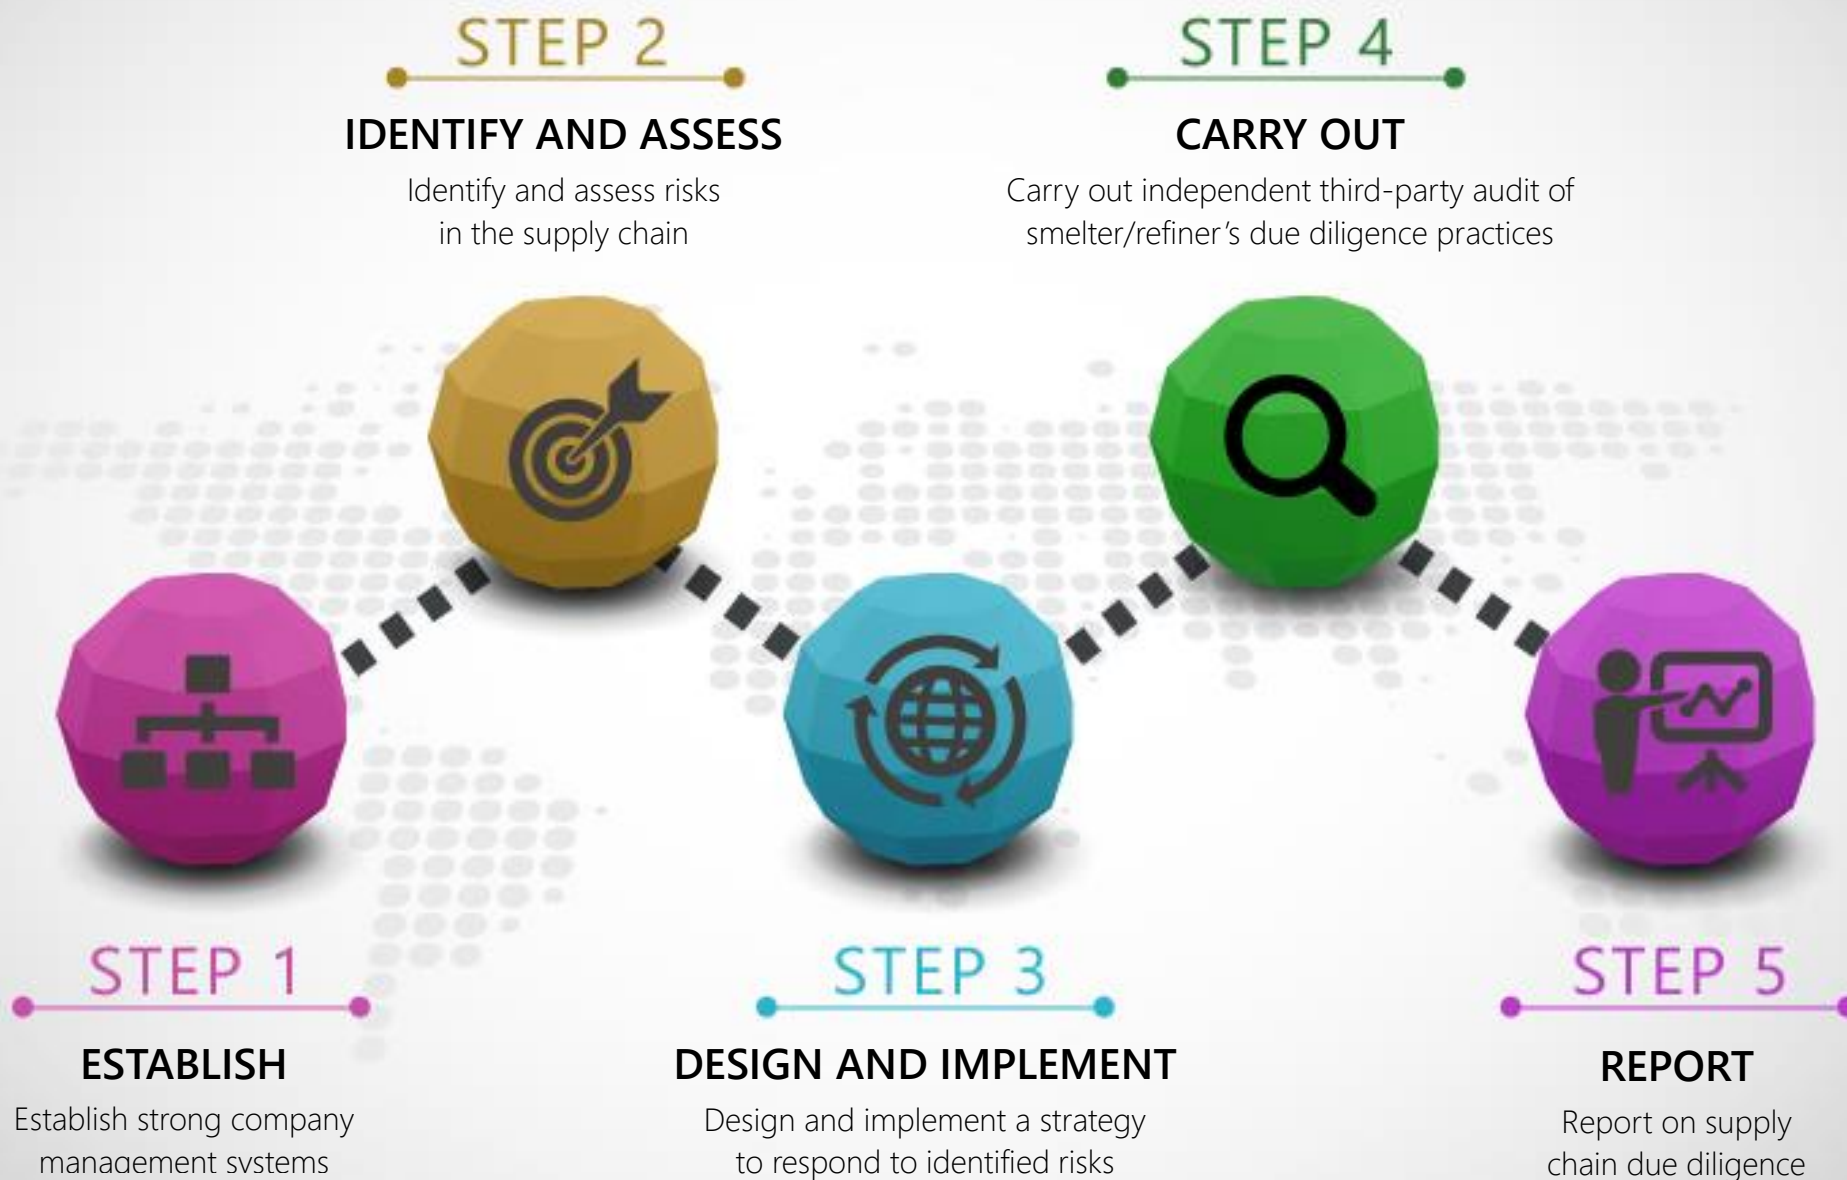 STEP 1
ESTABLISH
Establish strong company
management systems
STEP 2
IDENTIFY AND ASSESS
Identify and assess risks
in the supply chain
STEP 3
DESIGN AND IMPLEMENT
Design and implement a strategy
to respond to identified risks
STEP 4
CARRY OUT
Carry out independent third-party audit of
smelter/refiner’s due diligence practices
STEP 5
REPORT
Report on supply
chain due diligence